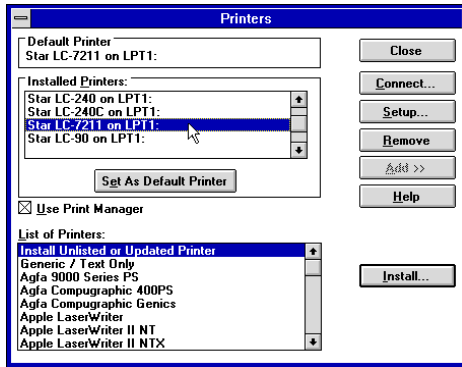 Printers
Default Printer
Star LC-7211 on LPT1:
Installed Printers:
Star LC-240 on LPT1:
Star LC-240C on LPT1:
Star LC-7211 on LPT1:
Star LC-90 on LPT1:
Set As Default Printer
Use Print Manager
List of Printers:
Install Unlisted or Updated Printer
Generic / Text Only
Agfa 9000 Series PS
Agfa Compugraphic 400PS
Agfa Compugraphic Genics
Apple LaserWriter
Apple LaserWriter II NT
Apple LaserWriter II NTX
Close
Connect...
Setup...
Remove
Add >>
Help
Install...